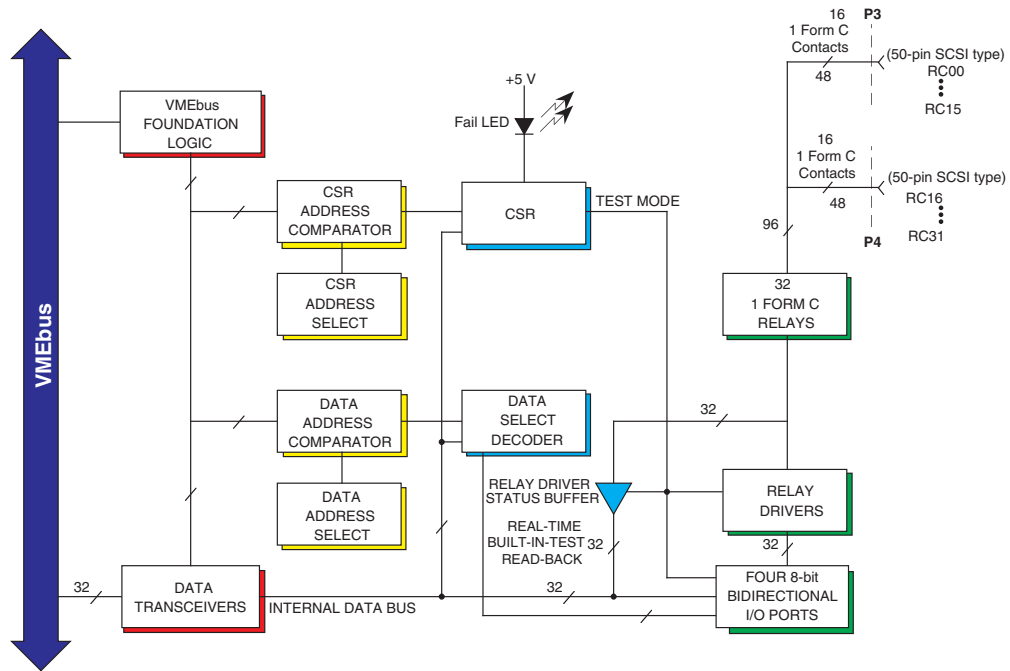 VMEbus
VMEbus
FOUNDATION
LOGIC
+5 V
Fail LED
16
1 Form C
Contacts
48
P3
(50-pin SCSI type)
RC00
RC15
16
1 Form C
Contacts
48
P4
(50-pin SCSI type)
RC16
RC31
96
CSR
ADDRESS
COMPARATOR
CSR
TEST MODE
CSR
ADDRESS
SELECT
32
1 FORM C
RELAYS
DATA
ADDRESS
COMPARATOR
DATA
SELECT
DECODER
32
DATA
ADDRESS
SELECT
RELAY DRIVER
STATUS BUFFER
RELAY
DRIVERS
REAL-TIME
BUILT-IN-TEST
READ-BACK
32
32
32
DATA
TRANSCEIVERS
INTERNAL DATA BUS
32
FOUR 8-bit
BIDIRECTIONAL
I/O PORTS